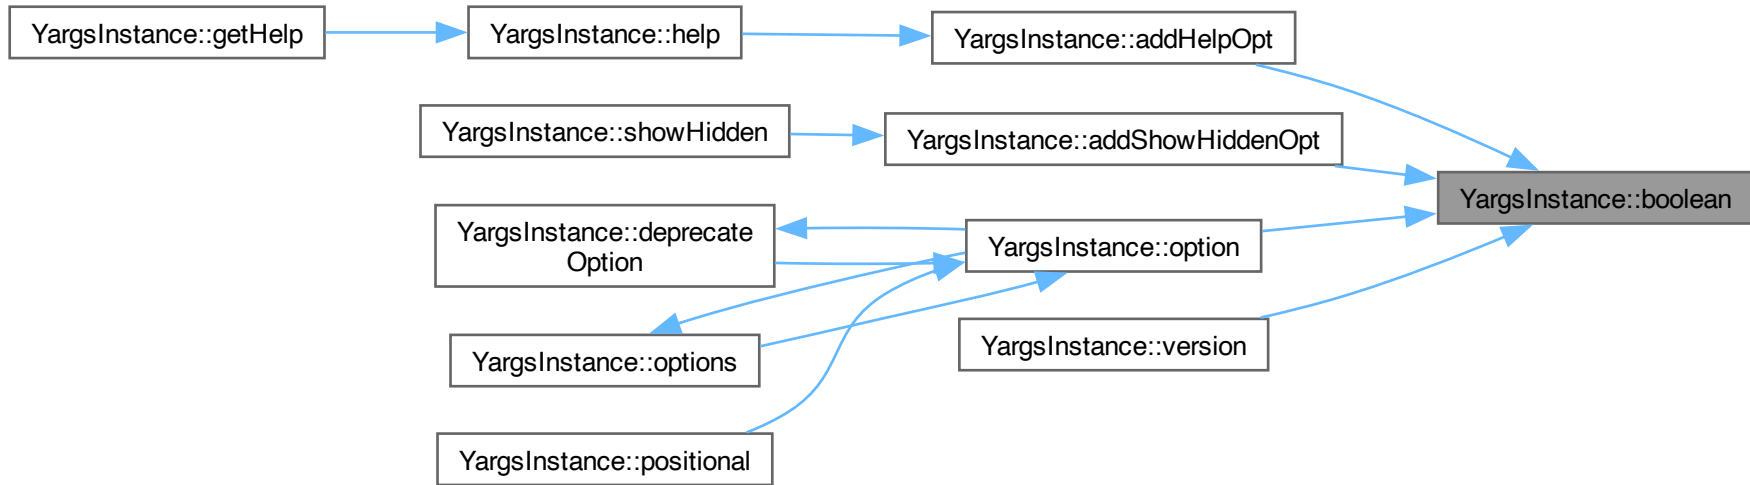 YargsInstance::getHelp
YargsInstance::help
YargsInstance::addHelpOpt
YargsInstance::showHidden
YargsInstance::addShowHiddenOpt
YargsInstance::boolean
YargsInstance::deprecate
Option
YargsInstance::option
YargsInstance::options
YargsInstance::version
YargsInstance::positional